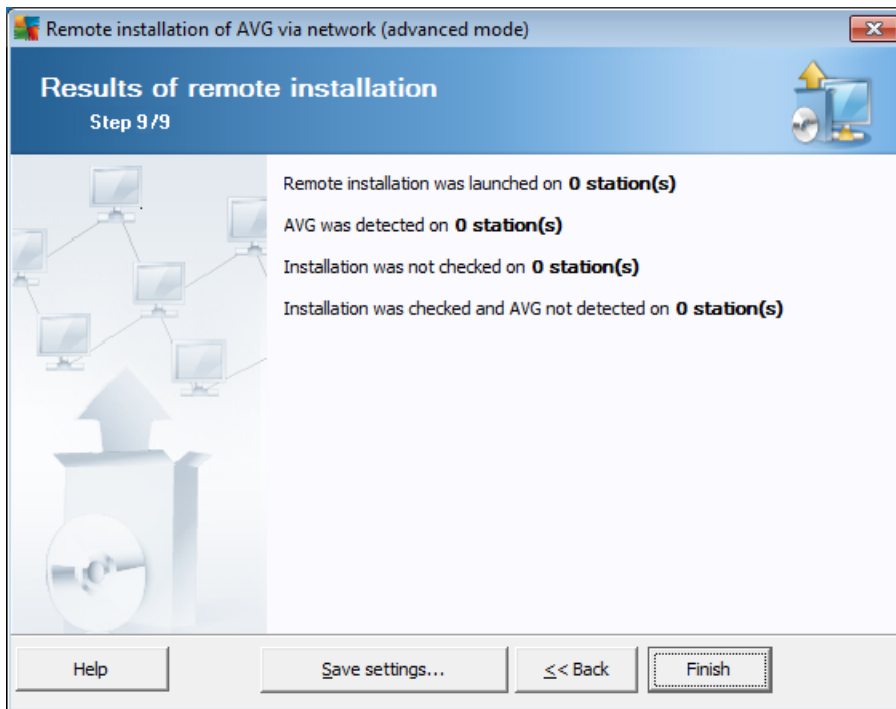 Remote installation of AVG via network (advanced mode)
Results of remote installation
Step 9/9
Remote installation was launched on 0 station(s)
AVG was detected on 0 station(s)
Installation was not checked on 0 station(s)
Installation was checked and AVG not detected on 0 station(s)
Help
Save settings...
<< Back
Finish